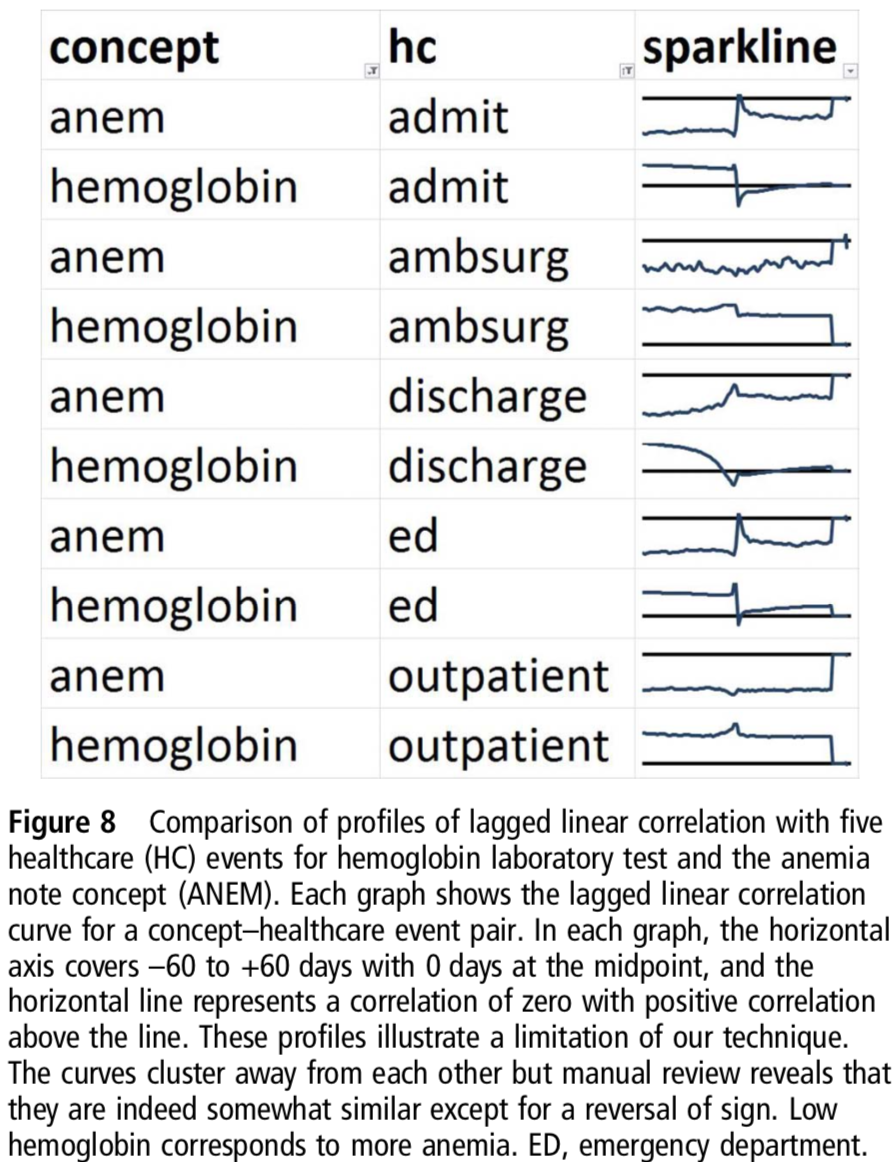 concept hc sparkline
anem admit
hemoglobin admit
anem ambsurg
hemoglobin ambsurg
anem discharge
hemoglobin discharge
anem ed
hemoglobin ed
anem outpatient
hemoglobin outpatient
Figure 8 Comparison of profiles of lagged linear correlation with five
healthcare (HC) events for hemoglobin laboratory test and the anemia
note concept (ANEM). Each graph shows the lagged linear correlation
curve for a concept–healthcare event pair. In each graph, the horizontal
axis covers −60 to +60 days with 0 days at the midpoint, and the
horizontal line represents a correlation of zero with positive correlation
above the line. These profiles illustrate a limitation of our technique.
The curves cluster away from each other but manual review reveals that
they are indeed somewhat similar except for a reversal of sign. Low
hemoglobin corresponds to more anemia. ED, emergency department.